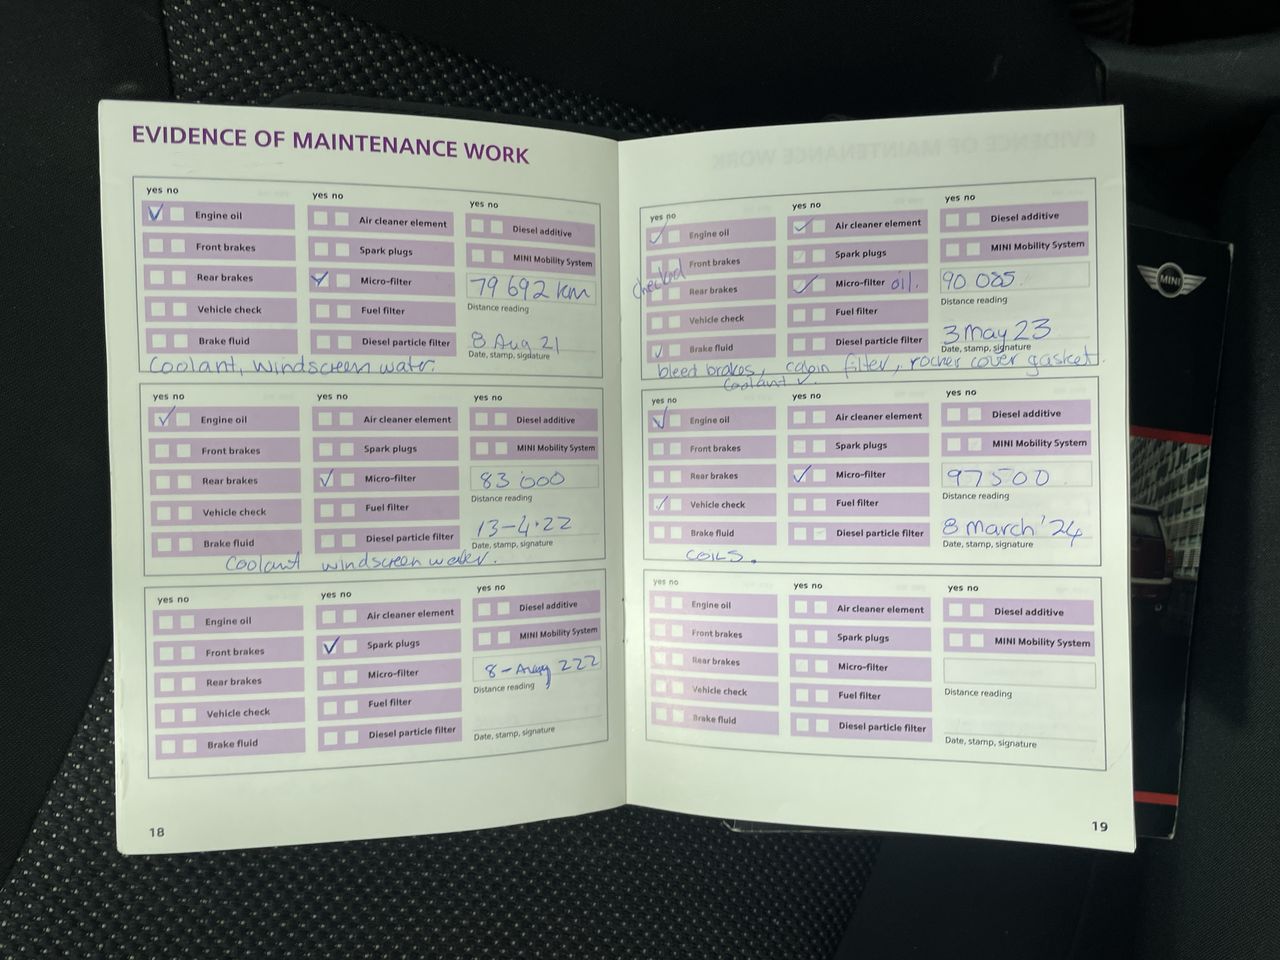 EVIDENCE OF MAINTENANCE WORK
yes no
yes no
yes no
Engine oil
Air cleaner element
Diesel additive
Front brakes
Spark plugs
MINI Mobility System
Rear brakes
Micro-filter
79 692 km
Distance reading
Vehicle check
Fuel filter
8 Aug 21
Brake fluid
Diesel particle filter
Date, stamp, signature
Coolant, windscreen water.
yes no
yes no
yes no
Engine oil
Air cleaner element
Diesel additive
Front brakes
Spark plugs
MINI Mobility System
Rear brakes
Micro-filter
83 000
Distance reading
Vehicle check
Fuel filter
13-4.22
Brake fluid
Diesel particle filter
Date, stamp, signature
Coolant windscreen water.
yes no
yes no
yes no
Engine oil
Air cleaner element
Diesel additive
Front brakes
Spark plugs
MINI Mobility System
Rear brakes
Micro-filter
8 - 222
Distance reading
Vehicle check
Fuel filter
Brake fluid
Diesel particle filter
Date, stamp, signature
18
yes no
yes no
yes no
Engine oil
Air cleaner element
Diesel additive
Front brakes
Spark plugs
MINI Mobility System
checked
Rear brakes
Micro-filter oil.
90 085
Distance reading
Vehicle check
Fuel filter
3 May 23
Brake fluid
Diesel particle filter
Date, stamp, signature
bleed brakes, cabin filter, rocker cover gasket.
Coolant ✓.
yes no
yes no
yes no
Engine oil
Air cleaner element
Diesel additive
Front brakes
Spark plugs
MINI Mobility System
Rear brakes
Micro-filter
97500
Distance reading
Vehicle check
Fuel filter
8 March '24
Brake fluid
Diesel particle filter
Date, stamp, signature
COILS.
yes no
yes no
yes no
Engine oil
Air cleaner element
Diesel additive
Front brakes
Spark plugs
MINI Mobility System
Rear brakes
Micro-filter
Distance reading
Vehicle check
Fuel filter
Brake fluid
Diesel particle filter
Date, stamp, signature
19
MINI